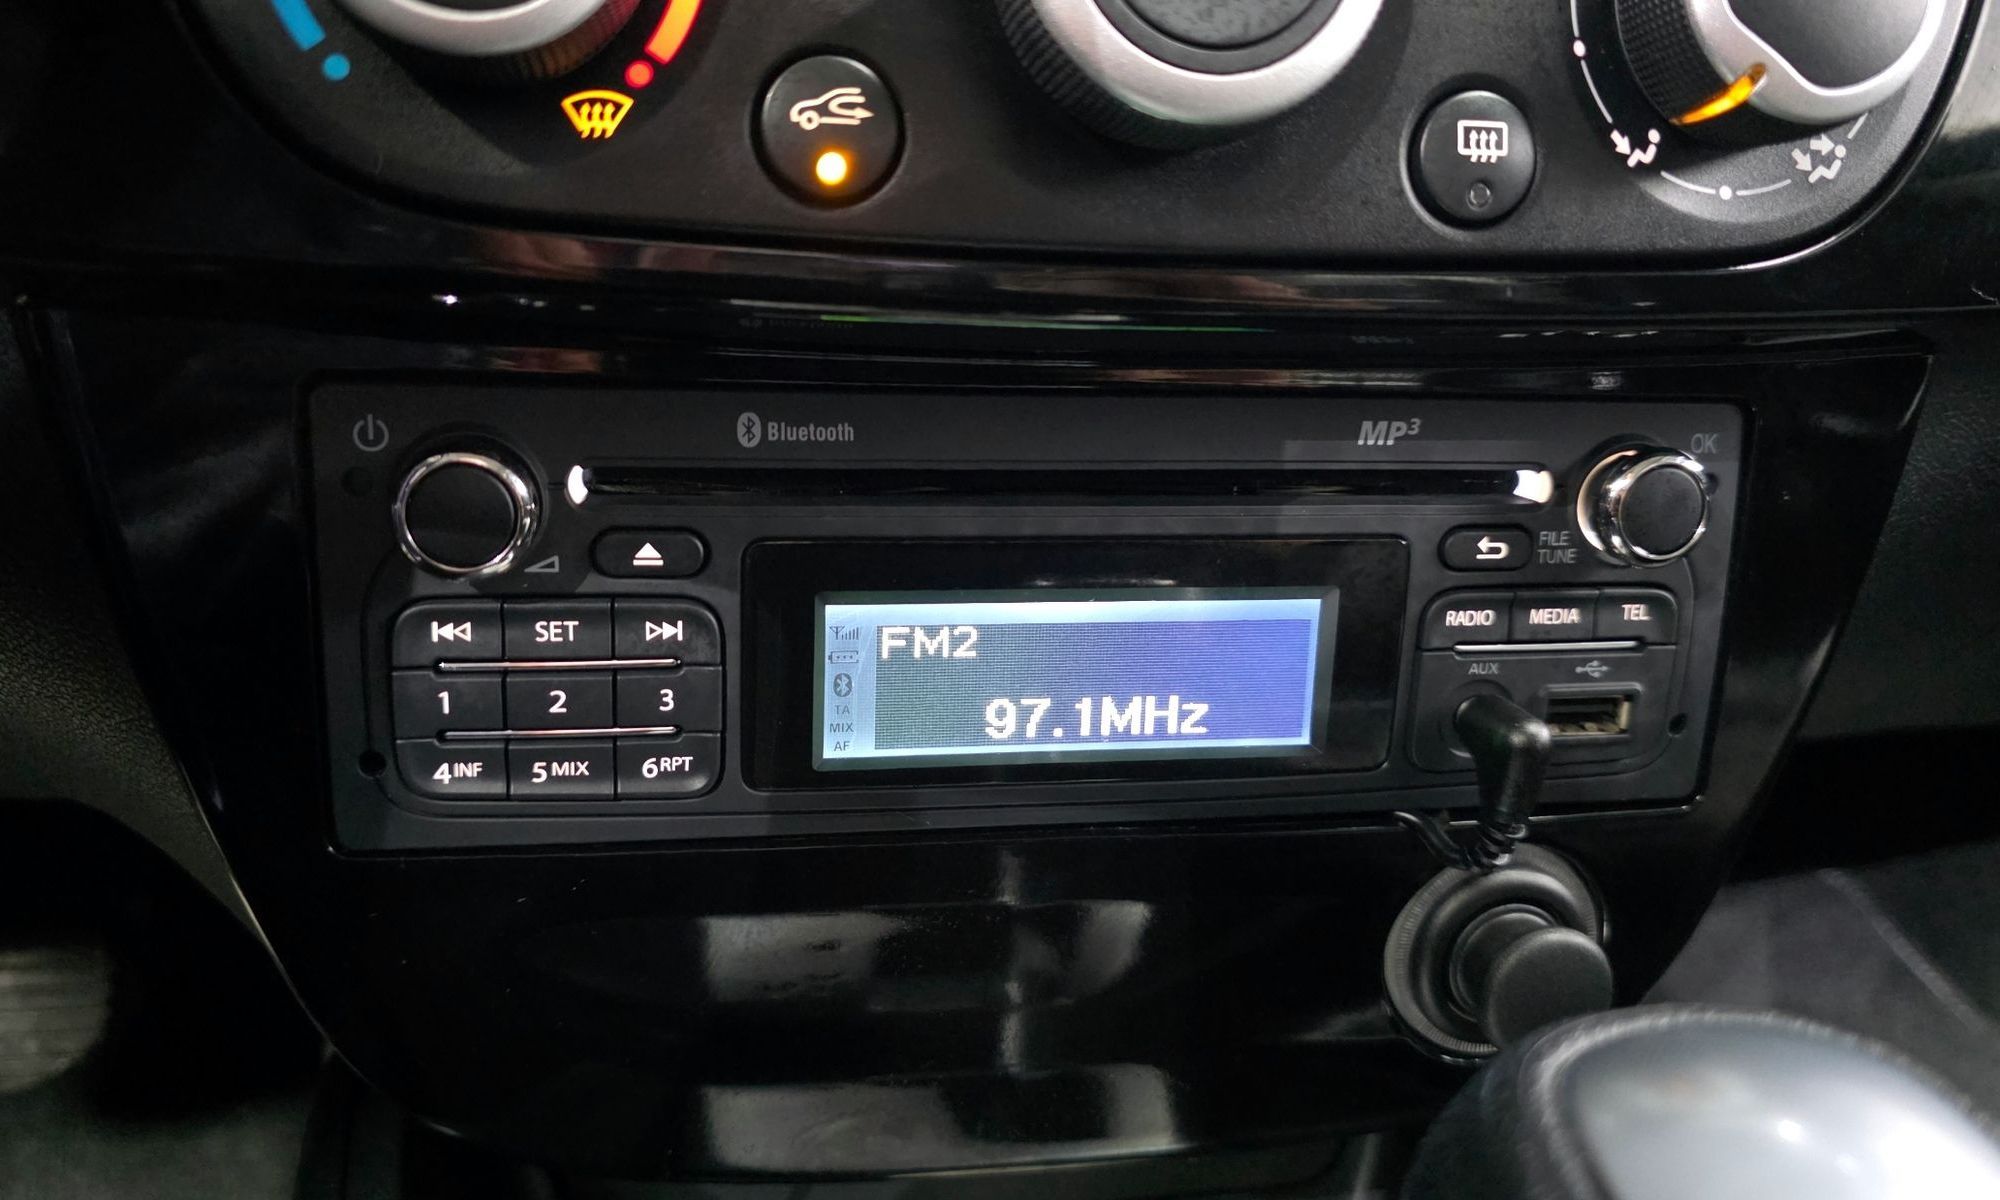 Bluetooth
MP3
OK
FILE
TUNE
SET
RADIO
MEDIA
TEL
FM2
97.1MHz
TA
MIX
AF
AUX
1
2
3
4INF
5MIX
6RPT